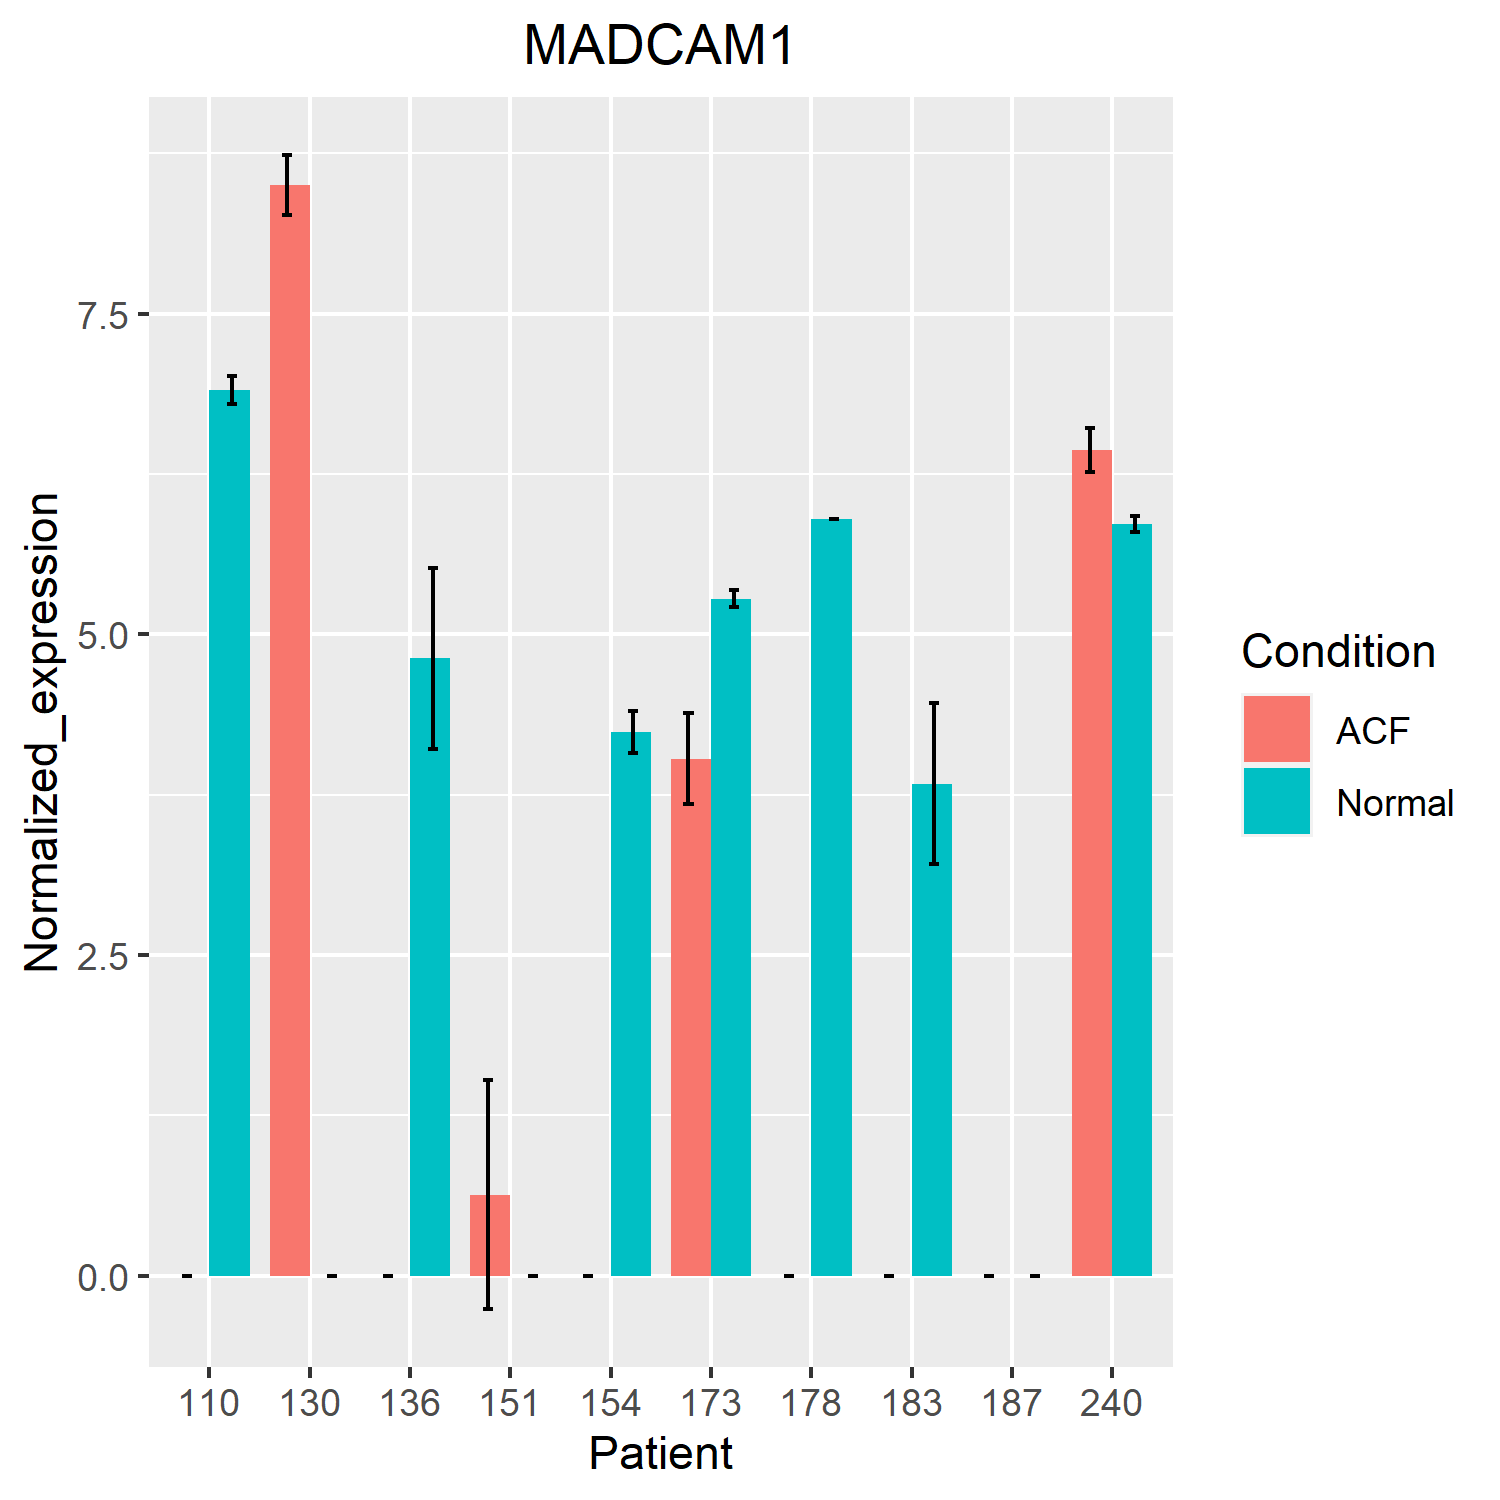 MADCAM1
Normalized_expression
7.5
5.0
2.5
0.0
110 130 136 151 154 173 178 183 187 240
Patient
Condition
ACF
Normal